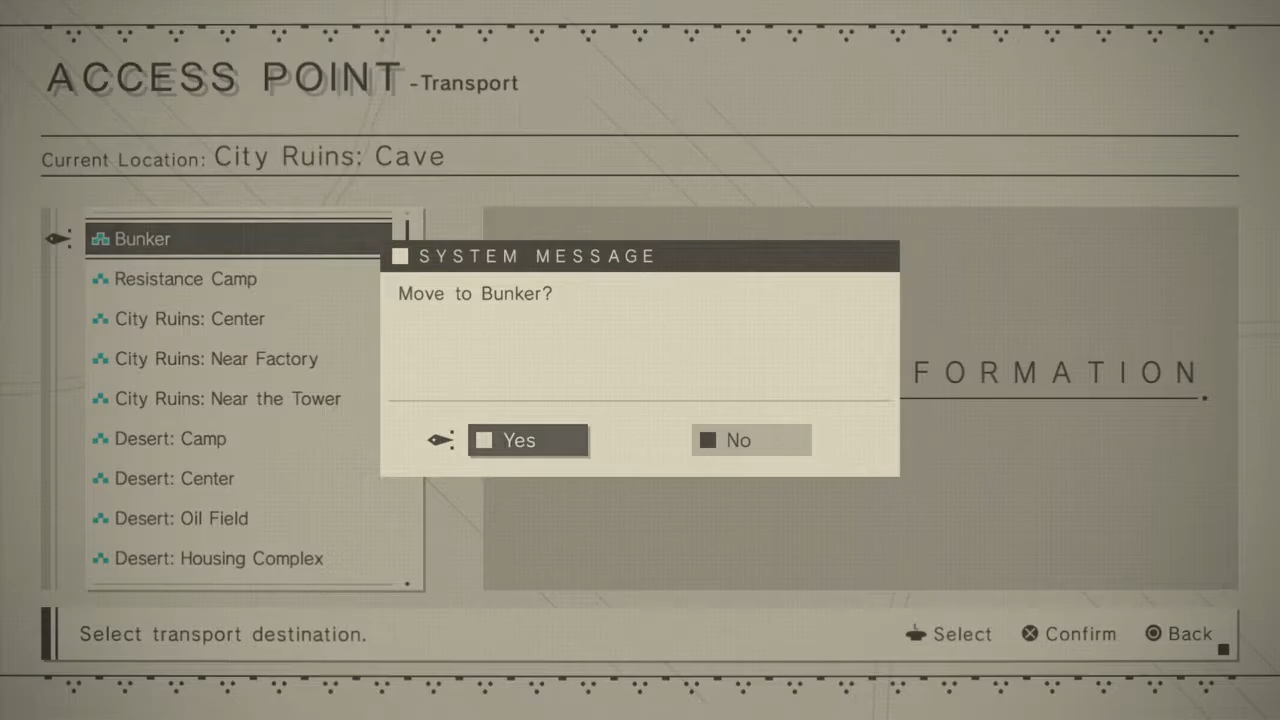 ACCESS POINT -Transport
Current Location: City Ruins: Cave
Bunker
Resistance Camp
City Ruins: Center
City Ruins: Near Factory
City Ruins: Near the Tower
Desert: Camp
Desert: Center
Desert: Oil Field
Desert: Housing Complex
SYSTEM MESSAGE
Move to Bunker?
Yes
No
FORMATION
Select transport destination.
Select
Confirm
Back